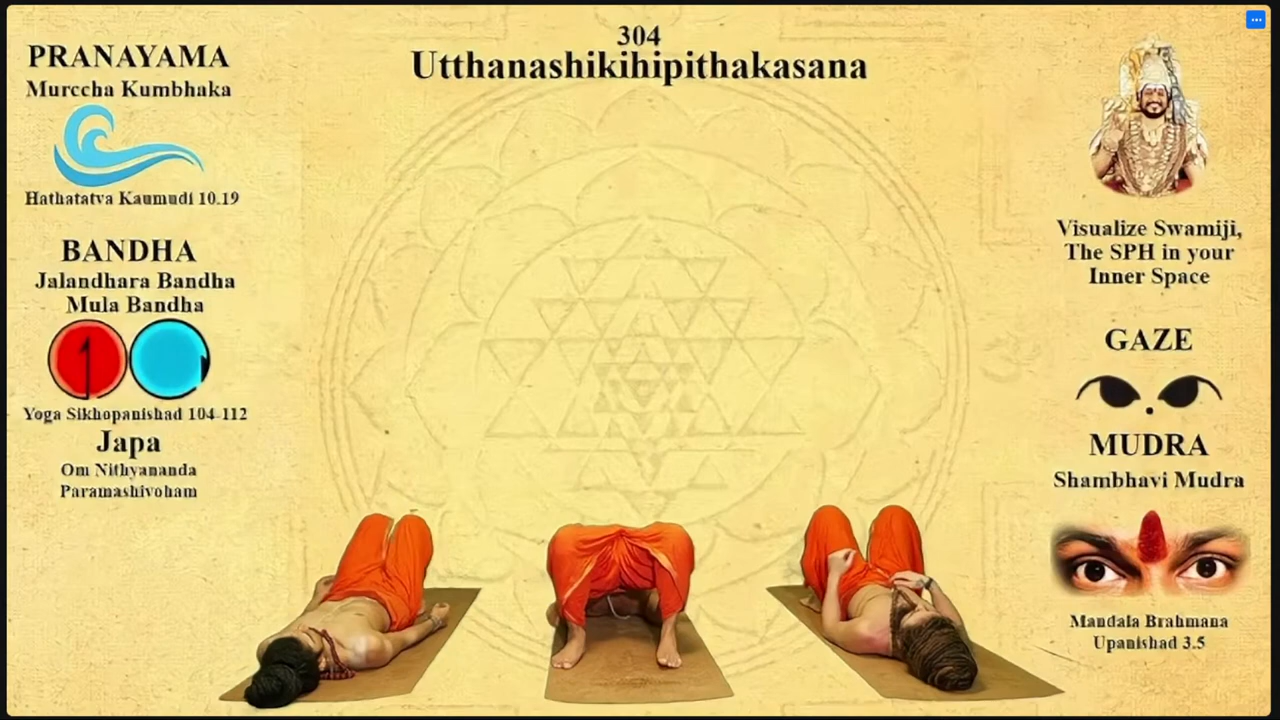 304
Utthanashikihipithakasana
PRANAYAMA
Murccha Kumbhaka
Hathatatva Kaumudi 10.19
BANDHA
Jalandhara Bandha
Mula Bandha
Yoga Sikhopanishad 104-112
Japa
Om Nithyananda
Paramashivoham
Visualize Swamiji,
The SPH in your
Inner Space
GAZE
MUDRA
Shambhavi Mudra
Mandala Brahmana
Upanishad 3.5